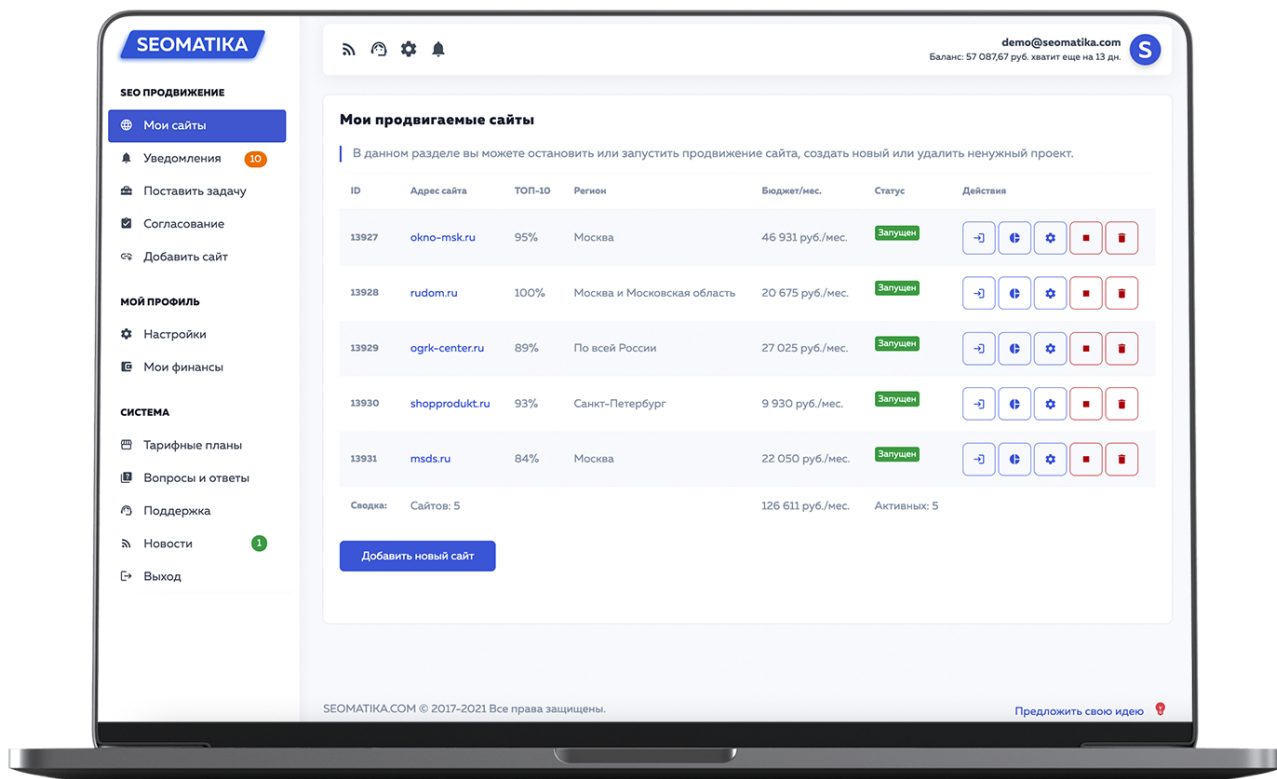 SEOMATIKA
demo@seomatika.com
Баланс: 57 087,67 руб. хватит еще на 13 дн.
S
SEO ПРОДВИЖЕНИЕ
Мои сайты
Уведомления 10
Поставить задачу
Согласование
Добавить сайт
МОЙ ПРОФИЛЬ
Настройки
Мои финансы
СИСТЕМА
Тарифные планы
Вопросы и ответы
Поддержка
Новости 1
Выход
Мои продвигаемые сайты
В данном разделе вы можете остановить или запустить продвижение сайта, создать новый или удалить ненужный проект.
ID Адрес сайта ТОП-10 Регион Бюджет/мес. Статус Действия
13927 okno-msk.ru 95% Москва 46 931 руб./мес. Запущен
13928 rudom.ru 100% Москва и Московская область 20 675 руб./мес. Запущен
13929 ogrk-center.ru 89% По всей России 27 025 руб./мес. Запущен
13930 shopprodukt.ru 93% Санкт-Петербург 9 930 руб./мес. Запущен
13931 msds.ru 84% Москва 22 050 руб./мес. Запущен
Сводка: Сайтов: 5 126 611 руб./мес. Активных: 5
Добавить новый сайт
SEOMATIKA.COM © 2017-2021 Все права защищены.
Предложить свою идею